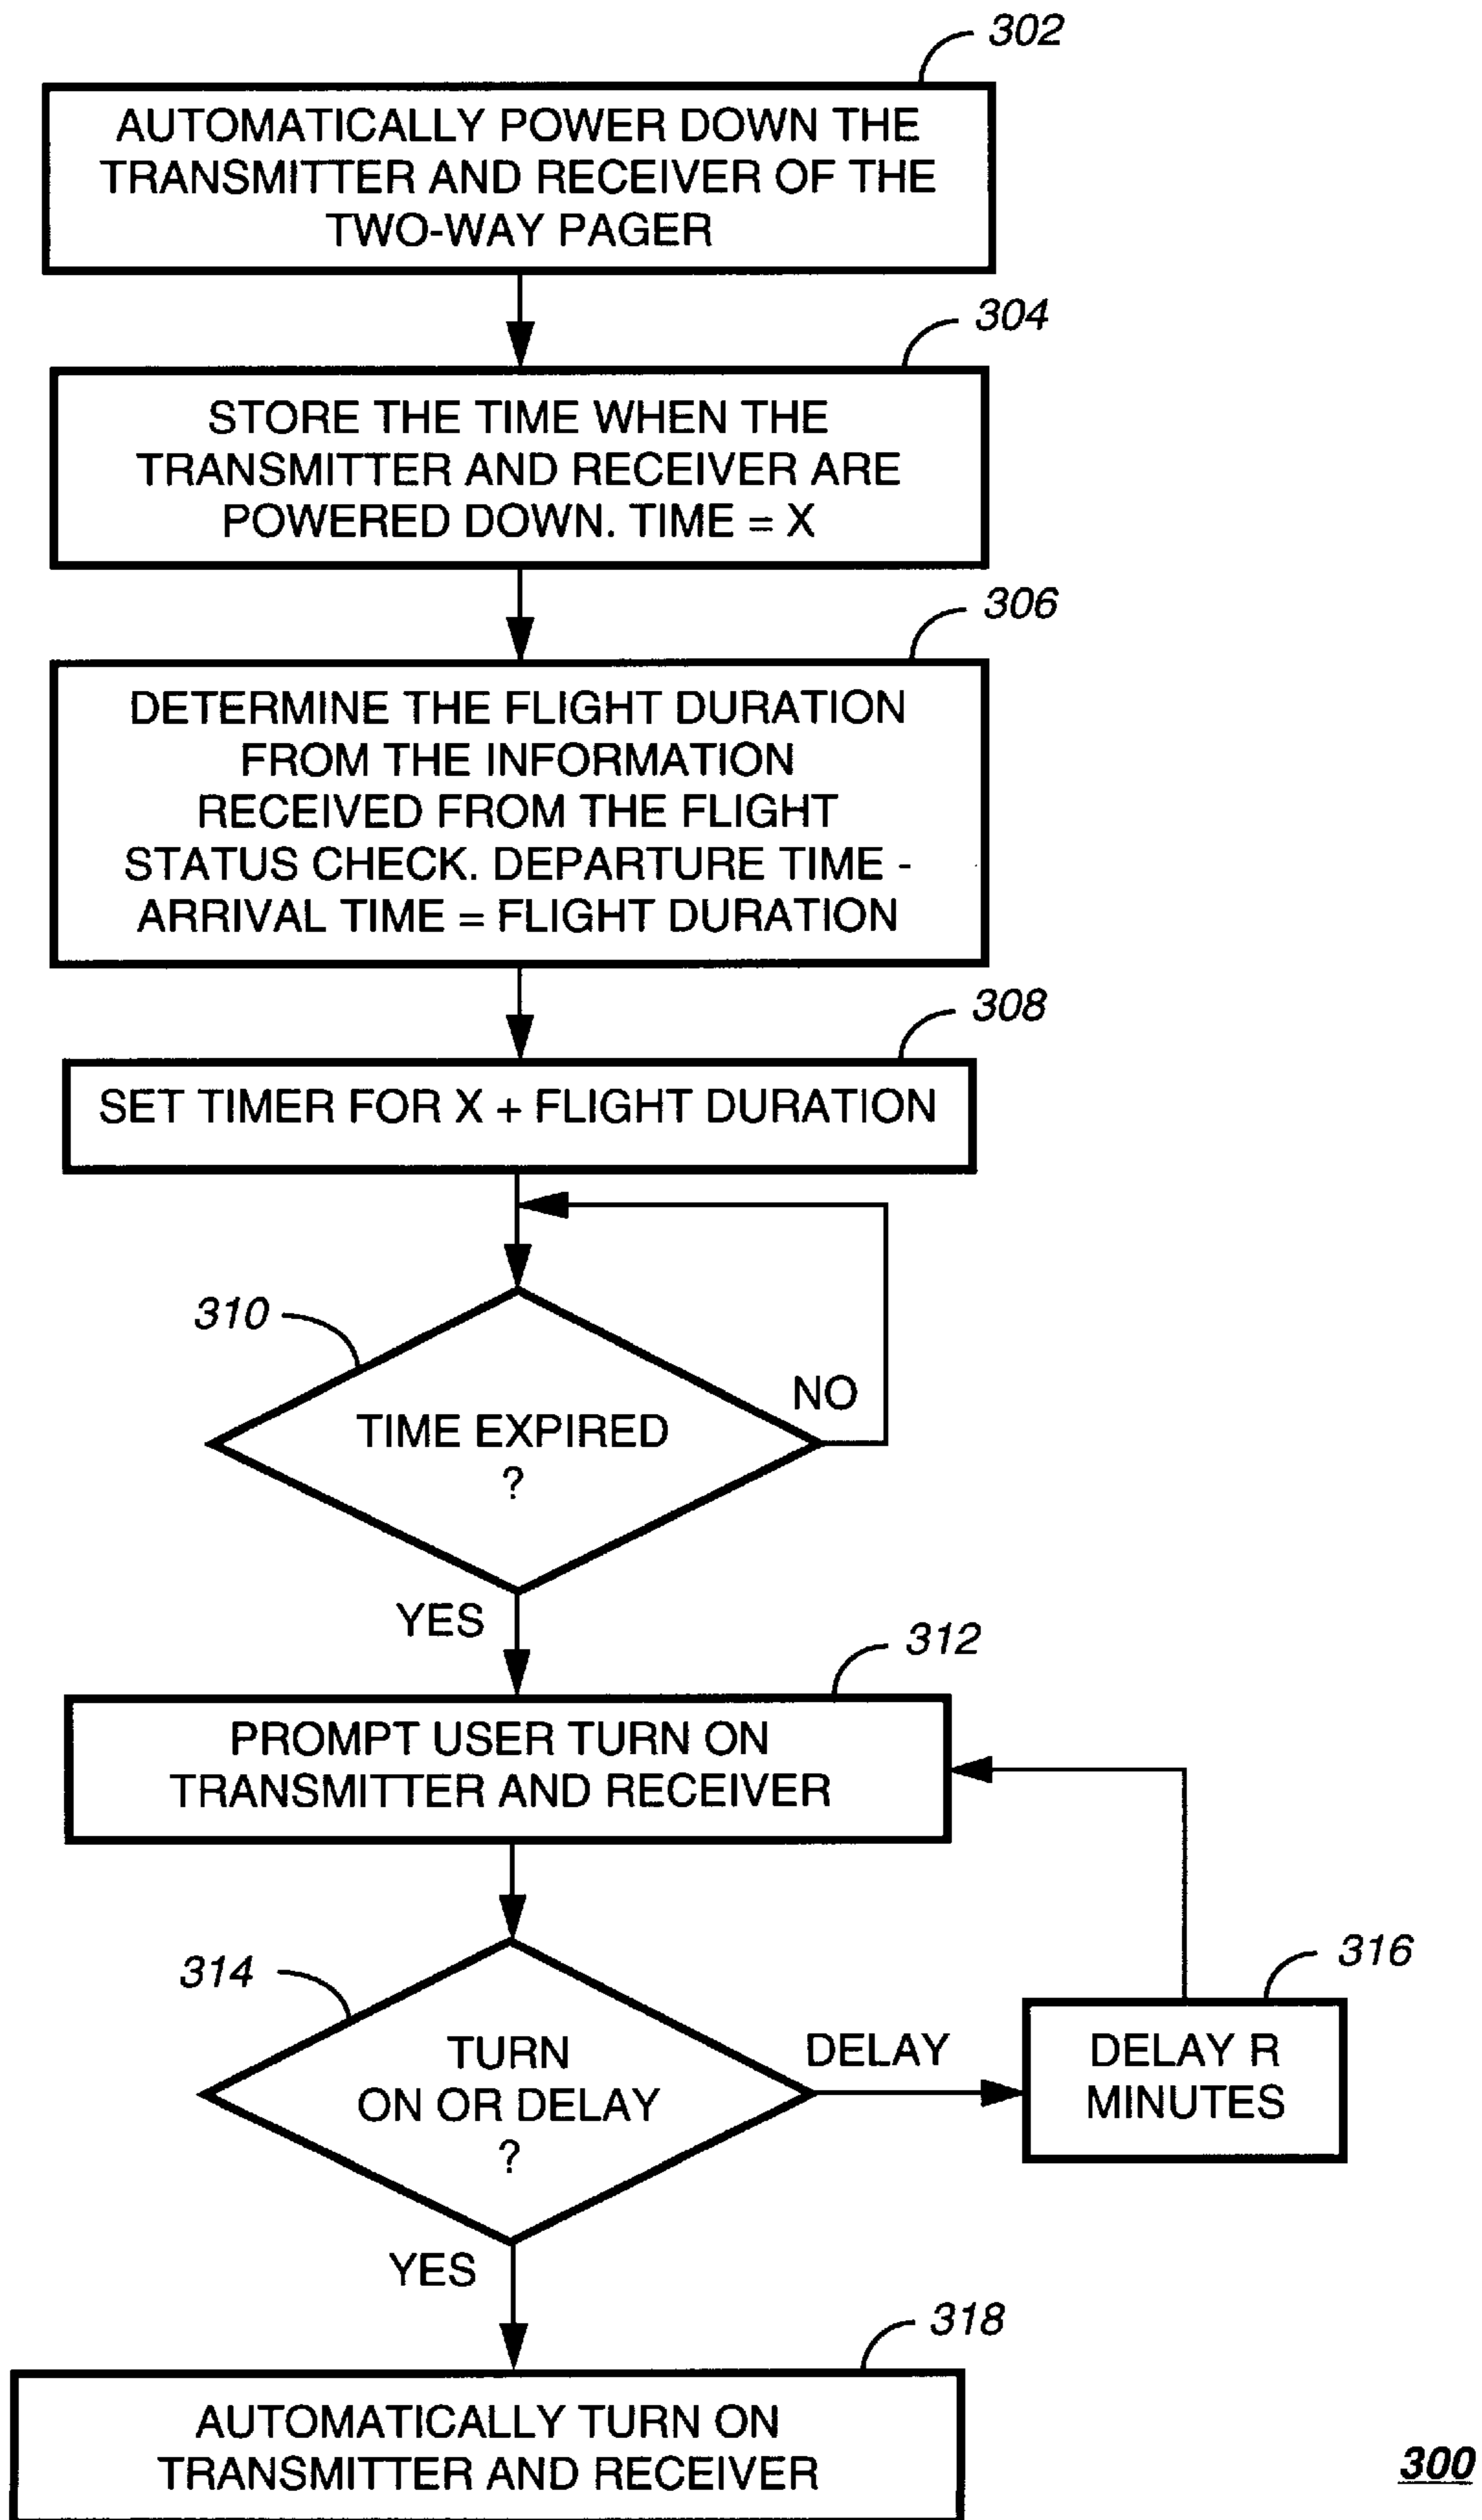 302
AUTOMATICALLY POWER DOWN THE
TRANSMITTER AND RECEIVER OF THE
TWO-WAY PAGER
304
STORE THE TIME WHEN THE
TRANSMITTER AND RECEIVER ARE
POWERED DOWN. TIME = X
306
DETERMINE THE FLIGHT DURATION
FROM THE INFORMATION
RECEIVED FROM THE FLIGHT
STATUS CHECK. DEPARTURE TIME -
ARRIVAL TIME = FLIGHT DURATION
308
SET TIMER FOR X + FLIGHT DURATION
310
TIME EXPIRED
?
NO
YES
312
PROMPT USER TURN ON
TRANSMITTER AND RECEIVER
314
TURN
ON OR DELAY
?
DELAY
316
DELAY R
MINUTES
YES
318
AUTOMATICALLY TURN ON
TRANSMITTER AND RECEIVER
300